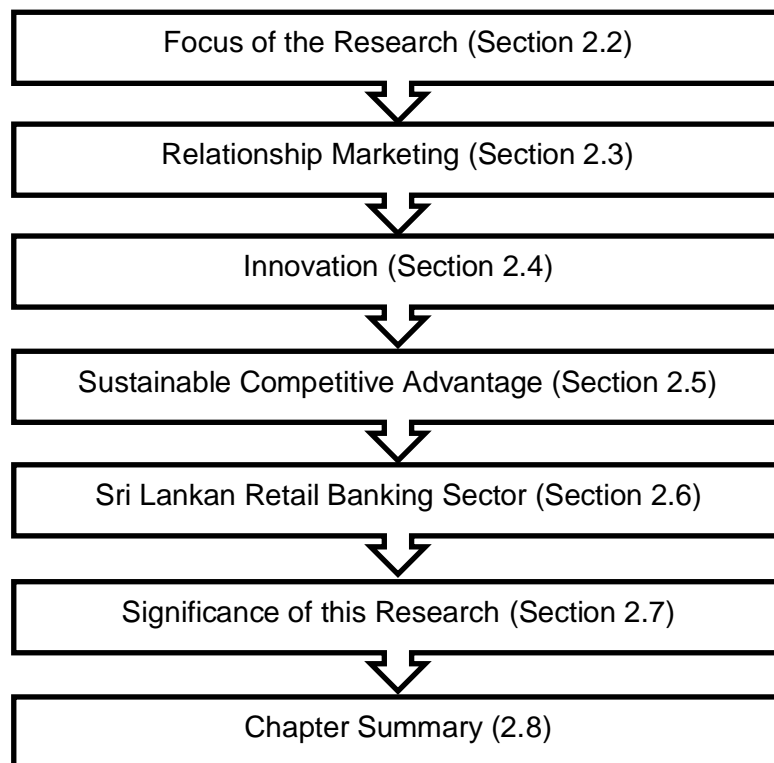 Focus of the Research (Section 2.2)
Relationship Marketing (Section 2.3)
Innovation (Section 2.4)
Sustainable Competitive Advantage (Section 2.5)
Sri Lankan Retail Banking Sector (Section 2.6)
Significance of this Research (Section 2.7)
Chapter Summary (2.8)